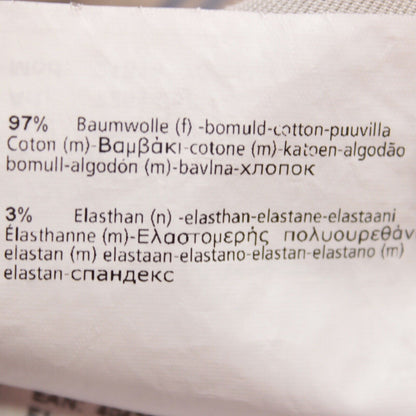 97% Baumwolle (f) -bomuld-cotton-puuvilla
Coton (m)-Βαμβάκι-cotone (m)-katoen-algodão
bomull-algodón (m)-bavlna-хлопок
3% Elasthan (n) -elasthan-elastane-elastaani
Élasthanne (m)-Ελαστομερής πολυουρεθάν
elastan (m) elastaan-elastano-elastan-elastano (m)
elastan-спандекс